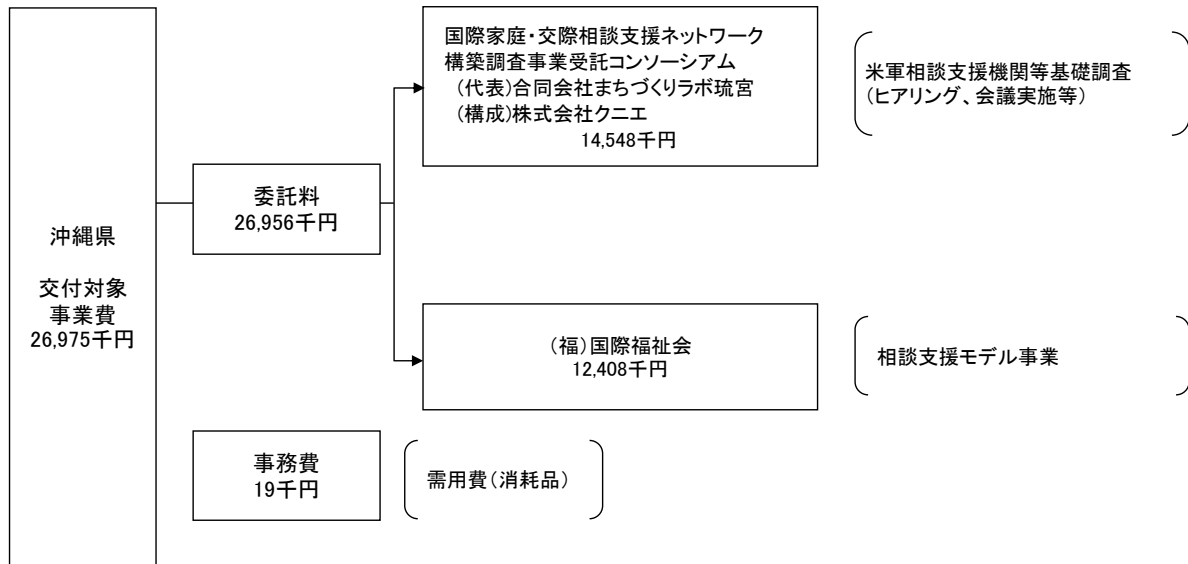 沖縄県
交付対象
事業費
26,975千円
委託料
26,956千円
国際家庭・交際相談支援ネットワーク
構築調査事業受託コンソーシアム
(代表)合同会社まちづくりラボ琉宮
(構成)株式会社クニエ
14,548千円
米軍相談支援機関等基礎調査
(ヒアリング、会議実施等)
(福)国際福祉会
12,408千円
相談支援モデル事業
事務費
19千円
需用費(消耗品)